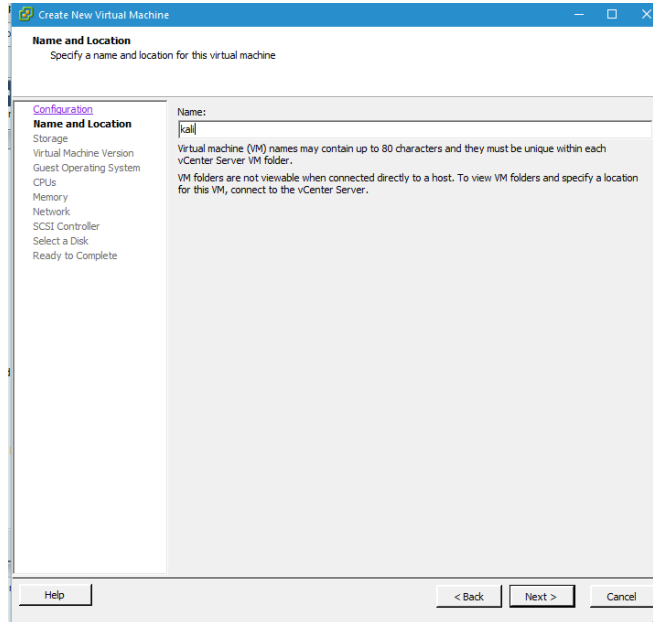 Create New Virtual Machine
Name and Location
Specify a name and location for this virtual machine
Configuration
Name and Location
Storage
Virtual Machine Version
Guest Operating System
CPUs
Memory
Network
SCSI Controller
Select a Disk
Ready to Complete
Name:
kali
Virtual machine (VM) names may contain up to 80 characters and they must be unique within each
vCenter Server VM folder.
VM folders are not viewable when connected directly to a host. To view VM folders and specify a location
for this VM, connect to the vCenter Server.
Help
< Back
Next >
Cancel